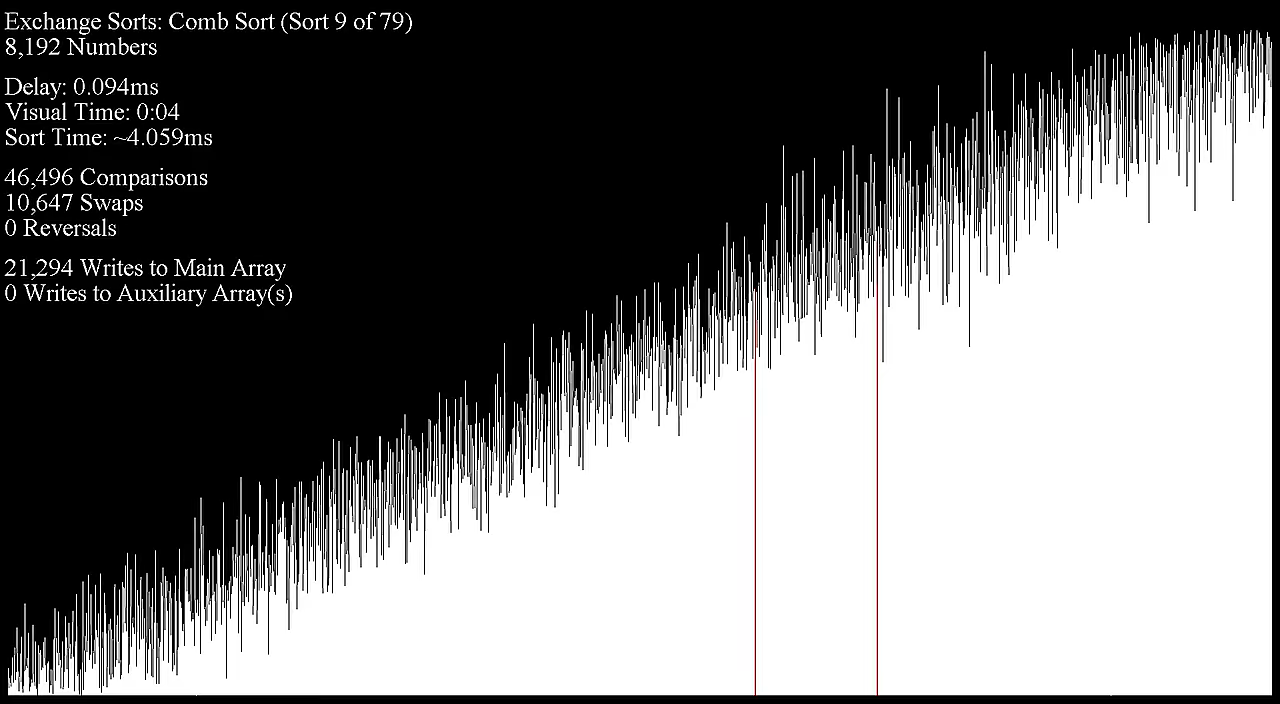 Exchange Sorts: Comb Sort (Sort 9 of 79)
8,192 Numbers
Delay: 0.094ms
Visual Time: 0:04
Sort Time: ~4.059ms
46,496 Comparisons
10,647 Swaps
0 Reversals
21,294 Writes to Main Array
0 Writes to Auxiliary Array(s)